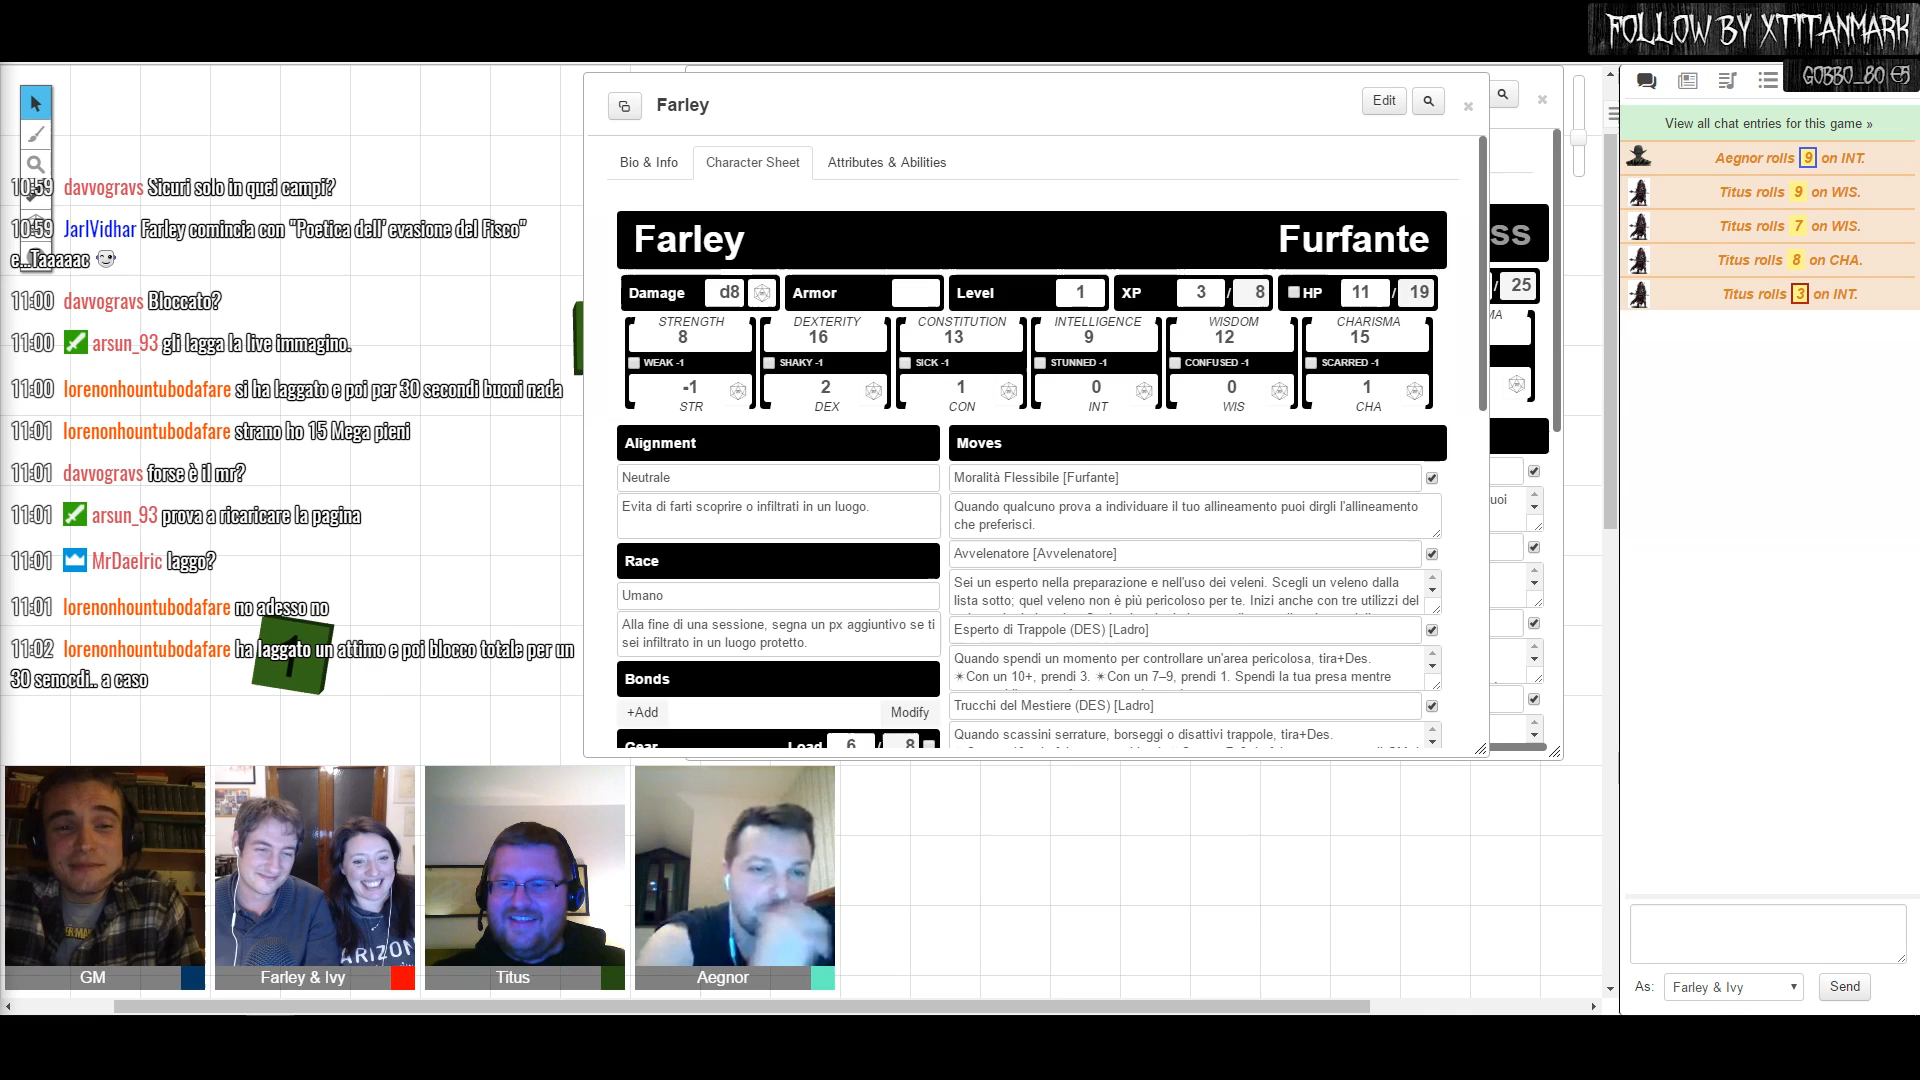 FOLLOW BY XTITANMARK
GOBBO_80
10:59 davvogravs Sicuri solo in quei campi?
10:59 JarlVidhar Farley comincia con "Poetica dell' evasione del Fisco"
e...Taaaaac
11:00 davvogravs Bloccato?
11:00 arsun_93 gli lagga la live immagino.
11:00 lorenonhountubodafare si ha laggato e poi per 30 secondi buoni nada
11:01 lorenonhountubodafare strano ho 15 Mega pieni
11:01 davvogravs forse è il mr?
11:01 arsun_93 prova a ricaricare la pagina
11:01 MrDaelric laggo?
11:01 lorenonhountubodafare no adesso no
11:02 lorenonhountubodafare ha laggato un attimo e poi blocco totale per un
30 senocdi.. a caso
1
Farley
Edit
Bio & Info Character Sheet Attributes & Abilities
Farley Furfante
Damage d8 Armor Level 1 XP 3 / 8 HP 11 / 19
STRENGTH DEXTERITY CONSTITUTION INTELLIGENCE WISDOM CHARISMA
8 16 13 9 12 15
WEAK -1 SHAKY -1 SICK -1 STUNNED -1 CONFUSED -1 SCARRED -1
-1 2 1 0 0 1
STR DEX CON INT WIS CHA
Alignment
Neutrale
Evita di farti scoprire o infiltrati in un luogo.
Race
Umano
Alla fine di una sessione, segna un px aggiuntivo se ti
sei infiltrato in un luogo protetto.
Bonds
+Add Modify
Gear Load 6 / 8
Moves
Moralità Flessibile [Furfante]
Quando qualcuno prova a individuare il tuo allineamento puoi dirgli l'allineamento
che preferisci.
Avvelenatore [Avvelenatore]
Sei un esperto nella preparazione e nell'uso dei veleni. Scegli un veleno dalla
lista sotto; quel veleno non è più pericoloso per te. Inizi anche con tre utilizzi del
Esperto di Trappole (DES) [Ladro]
Quando spendi un momento per controllare un'area pericolosa, tira+Des.
✴Con un 10+, prendi 3. ✴Con un 7–9, prendi 1. Spendi la tua presa mentre
Trucchi del Mestiere (DES) [Ladro]
Quando scassini serrature, borseggi o disattivi trappole, tira+Des.
ss
/ 25
MA
uoi
View all chat entries for this game »
Aegnor rolls 9 on INT.
Titus rolls 9 on WIS.
Titus rolls 7 on WIS.
Titus rolls 8 on CHA.
Titus rolls 3 on INT.
As: Farley & Ivy Send
ARIZON
GM
Farley & Ivy
Titus
Aegnor